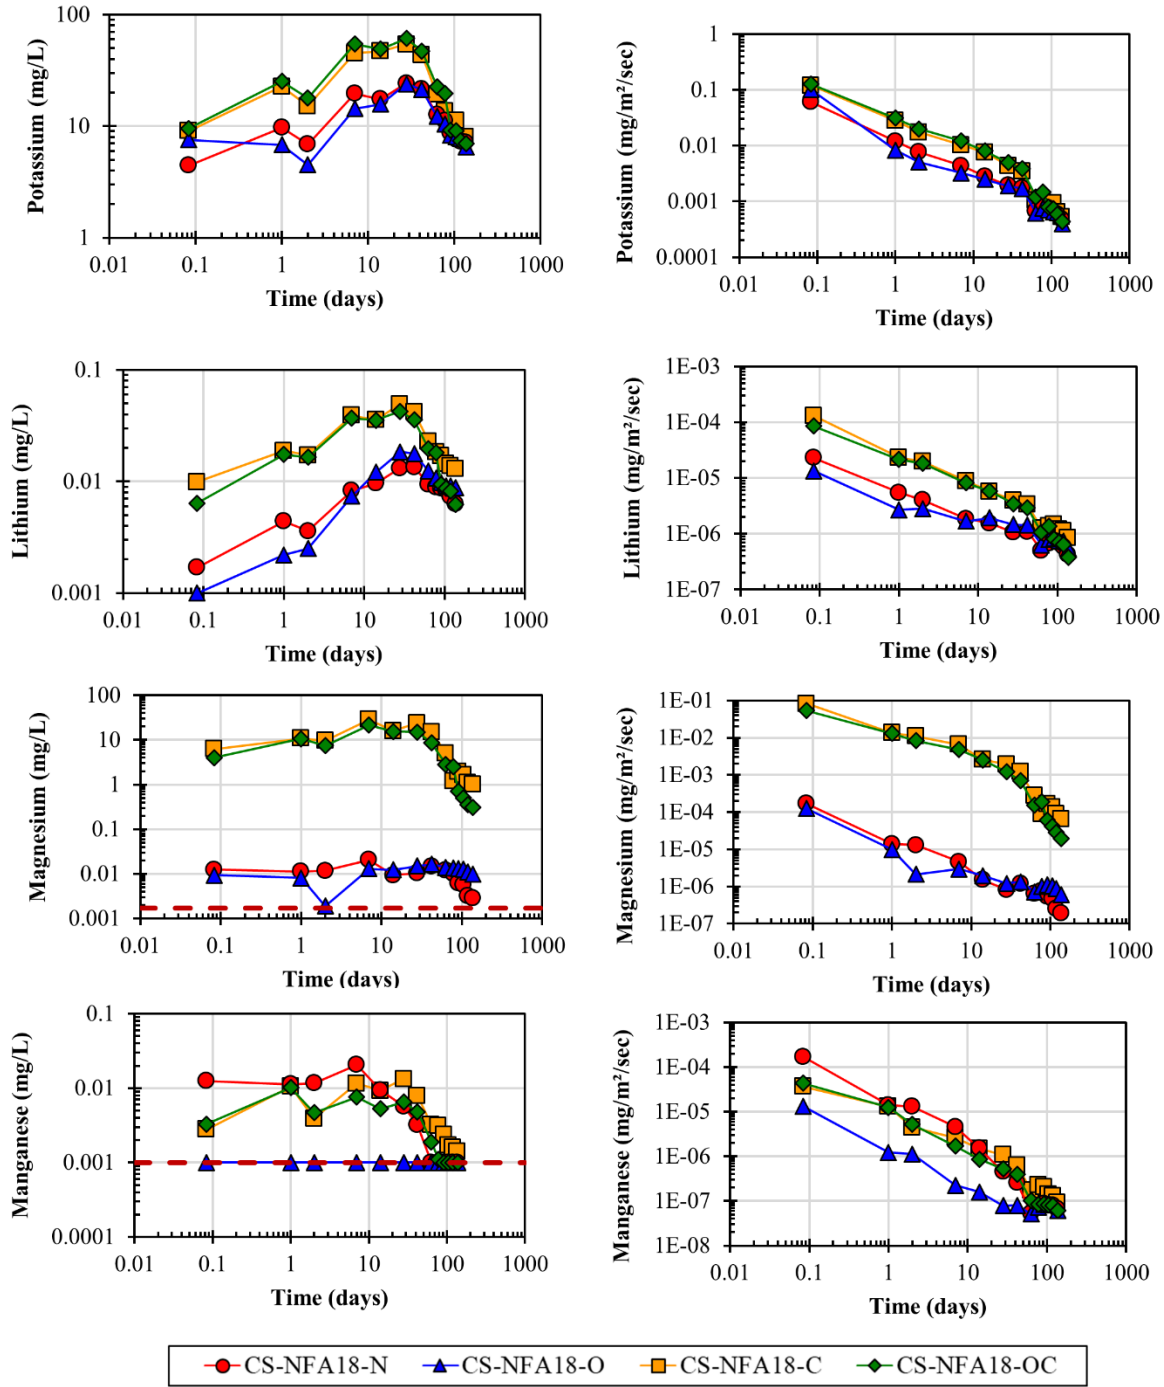 Potassium (mg/L)
100
10
1
0.01
0.1
1
10
100
1000
Time (days)
Potassium (mg/m²/sec)
1
0.1
0.01
0.001
0.0001
0.01
0.1
1
10
100
1000
Time (days)
Lithium (mg/L)
0.1
0.01
0.001
0.01
0.1
1
10
100
1000
Time (days)
Lithium (mg/m²/sec)
1E-03
1E-04
1E-05
1E-06
1E-07
0.01
0.1
1
10
100
1000
Time (days)
Magnesium (mg/L)
100
10
1
0.1
0.01
0.001
0.01
0.1
1
10
100
1000
Time (days)
Magnesium (mg/m²/sec)
1E-01
1E-02
1E-03
1E-04
1E-05
1E-06
1E-07
0.01
0.1
1
10
100
1000
Time (days)
Manganese (mg/L)
0.1
0.01
0.001
0.0001
0.01
0.1
1
10
100
1000
Time (days)
Manganese (mg/m²/sec)
1E-03
1E-04
1E-05
1E-06
1E-07
1E-08
0.01
0.1
1
10
100
1000
Time (days)
CS-NFA18-N
CS-NFA18-O
CS-NFA18-C
CS-NFA18-OC